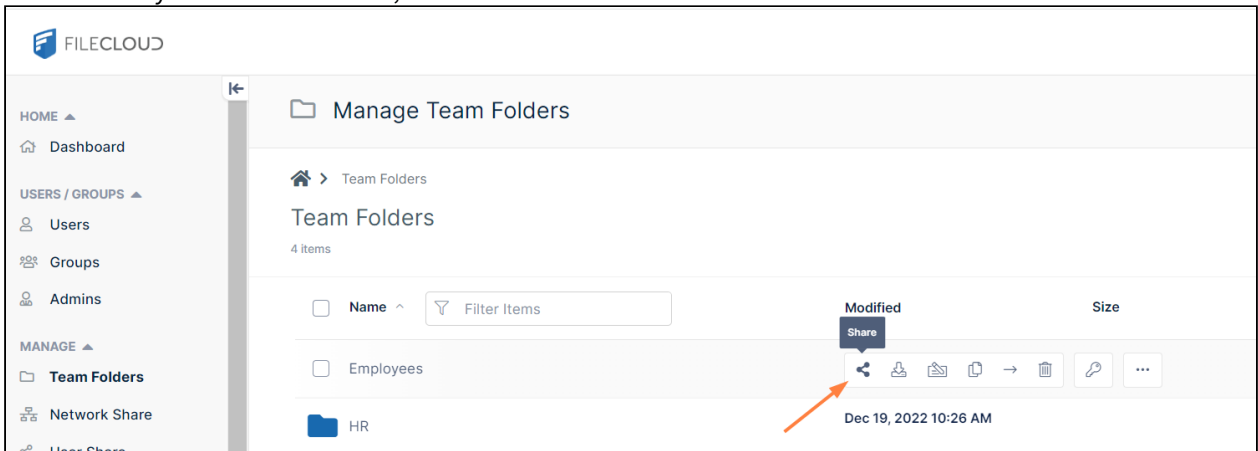 FILECLOUD
HOME
Dashboard
USERS / GROUPS
Users
Groups
Admins
MANAGE
Team Folders
Network Share
Manage Team Folders
Team Folders
Team Folders
4 items
Name
Filter Items
Modified
Size
Share
Employees
HR
Dec 19, 2022 10:26 AM